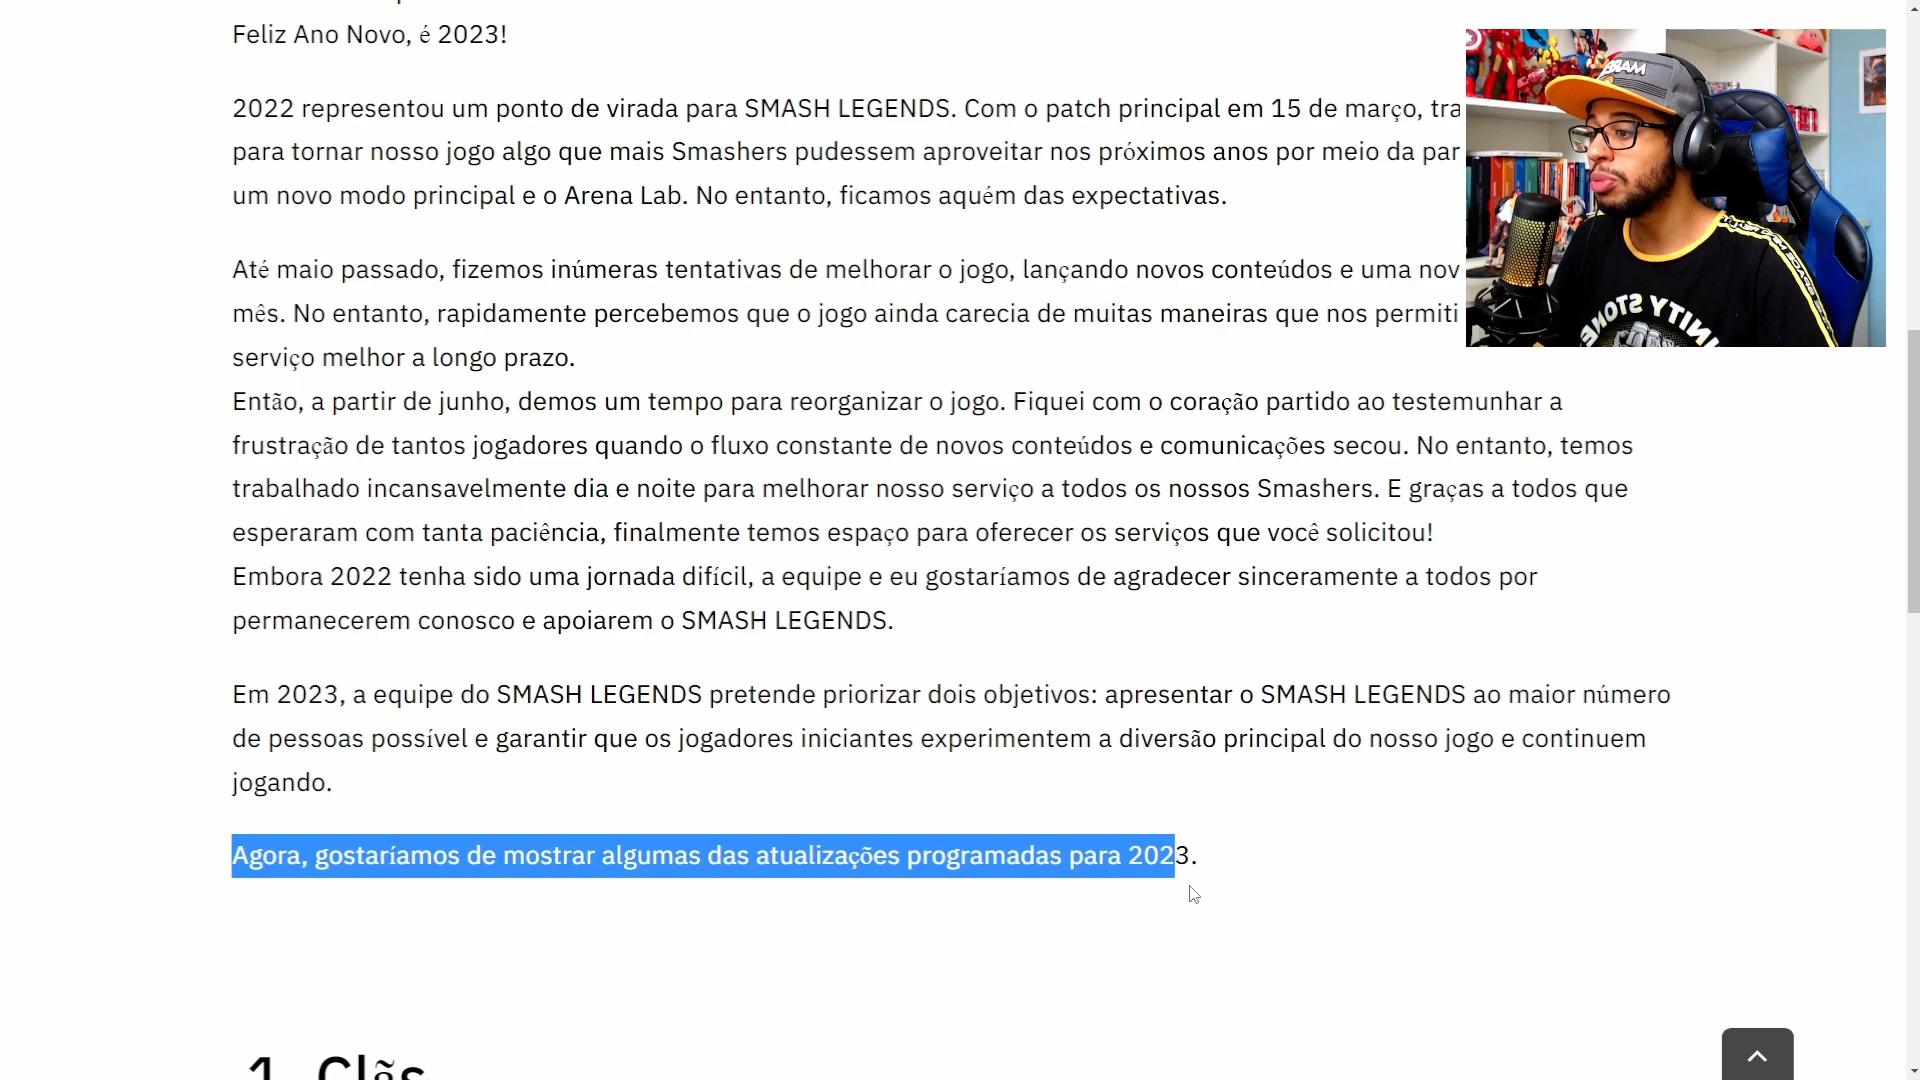 Feliz Ano Novo, é 2023!
2022 representou um ponto de virada para SMASH LEGENDS. Com o patch principal em 15 de março,
para tornar nosso jogo algo que mais Smashers pudessem aproveitar nos próximos anos por meio da
um novo modo principal e o Arena Lab. No entanto, ficamos aquém das expectativas.
Até maio passado, fizemos inúmeras tentativas de melhorar o jogo, lançando novos conteúdos e uma
mês. No entanto, rapidamente percebemos que o jogo ainda carecia de muitas maneiras que nos
serviço melhor a longo prazo.
Então, a partir de junho, demos um tempo para reorganizar o jogo. Fiquei com o coração partido ao testemunhar a
frustração de tantos jogadores quando o fluxo constante de novos conteúdos e comunicações secou. No entanto, temos
trabalhado incansavelmente dia e noite para melhorar nosso serviço a todos os nossos Smashers. E graças a todos que
esperaram com tanta paciência, finalmente temos espaço para oferecer os serviços que você solicitou!
Embora 2022 tenha sido uma jornada difícil, a equipe e eu gostaríamos de agradecer sinceramente a todos por
permanecerem conosco e apoiarem o SMASH LEGENDS.
Em 2023, a equipe do SMASH LEGENDS pretende priorizar dois objetivos: apresentar o SMASH LEGENDS ao maior número
de pessoas possível e garantir que os jogadores iniciantes experimentem a diversão principal do nosso jogo e continuem
jogando.
Agora, gostaríamos de mostrar algumas das atualizações programadas para 2023.
1. Clãs